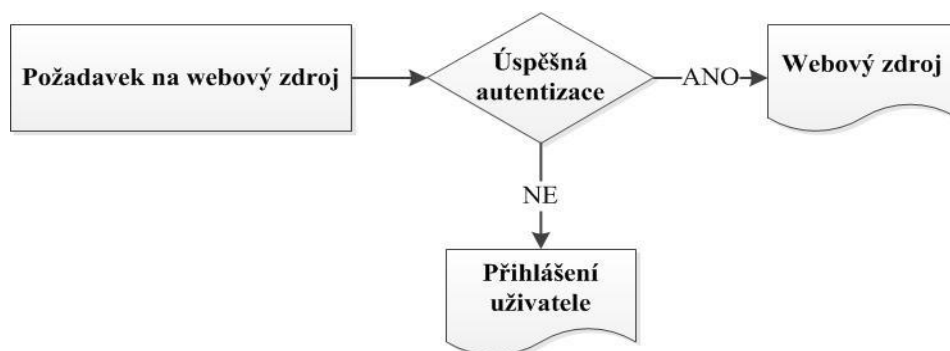 Požadavek na webový zdroj
Úspěšná
autentizace
ANO
Webový zdroj
NE
Přihlášení
uživatele